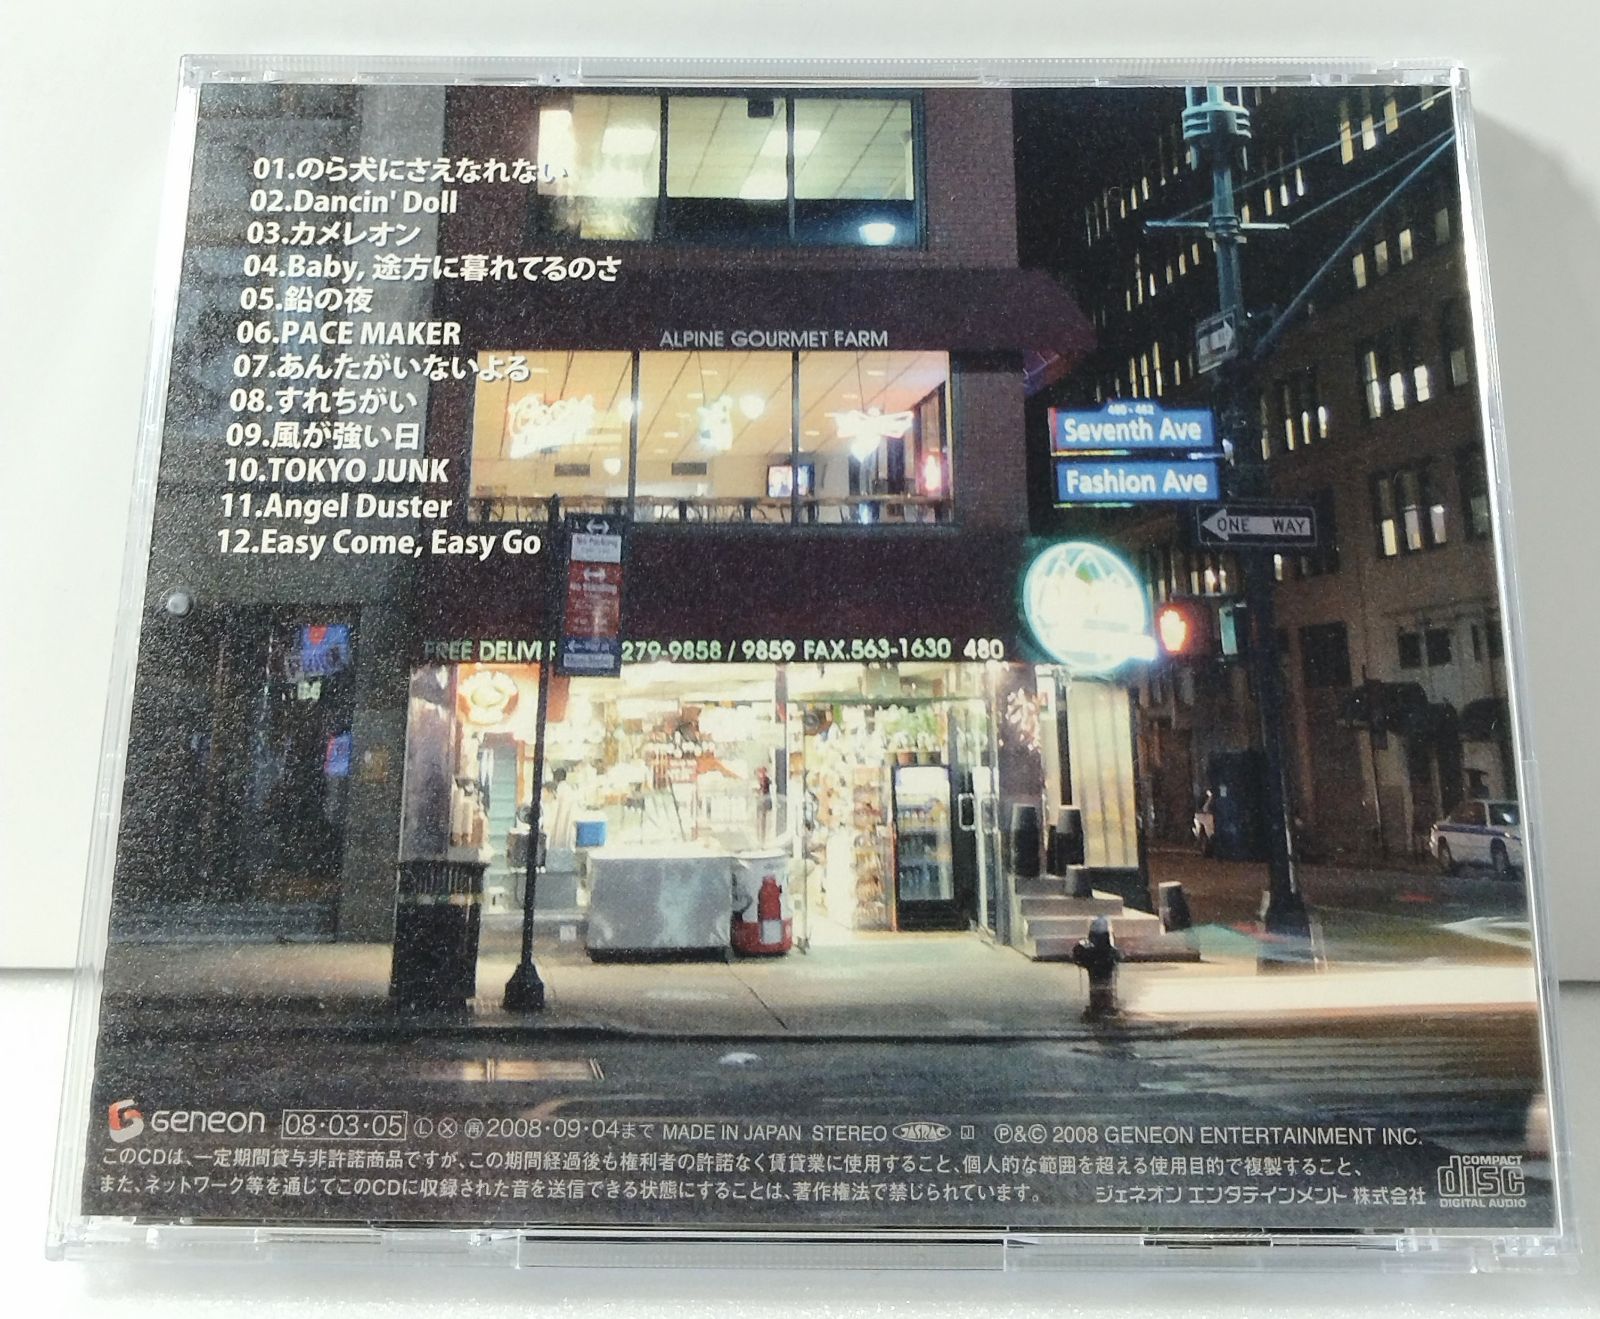 01.のら犬にさえなれない
02.Dancin' Doll
03.カメレオン
04.Baby, 途方に暮れてるのさ
05.鉛の夜
06.PACE MAKER
07.あんたがいないよる
08.すれちがい
09.風が強い日
10.TOKYO JUNK
11.Angel Duster
12.Easy Come, Easy Go
ALPINE GOURMET FARM
480-482
Seventh Ave
Fashion Ave
ONE WAY
FREE 279-9858 / 9859 FAX.563-1630 480
GENEON 08・03・05 Ⓛ Ⓧ 再 2008・09・04まで MADE IN JAPAN STEREO JASRAC Ⓟ&© 2008 GENEON ENTERTAINMENT INC.
このCDは、一定期間貸与非許諾商品ですが、この期間経過後も権利者の許諾なく賃貸業に使用すること、個人的な範囲を超える使用目的で複製すること、
また、ネットワーク等を通じてこのCDに収録された音を送信できる状態にすることは、著作権法で禁じられています。 ジェネオン エンタテインメント 株式会社
COMPACT
disc
DIGITAL AUDIO